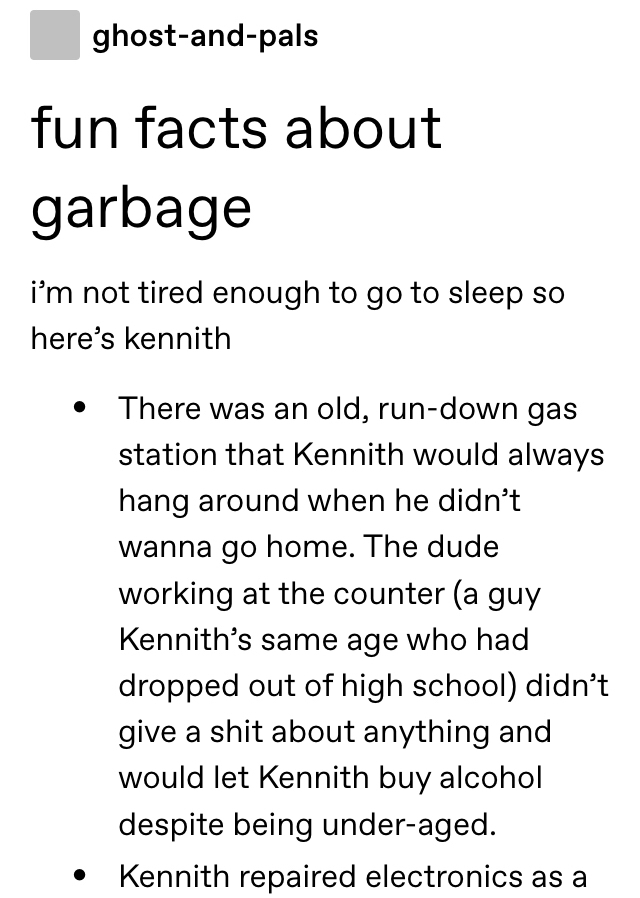 ghost-and-pals
fun facts about
garbage
i’m not tired enough to go to sleep so
here’s kennith
• There was an old, run-down gas
station that Kennith would always
hang around when he didn’t
wanna go home. The dude
working at the counter (a guy
Kennith’s same age who had
dropped out of high school) didn’t
give a shit about anything and
would let Kennith buy alcohol
despite being under-aged.
• Kennith repaired electronics as a